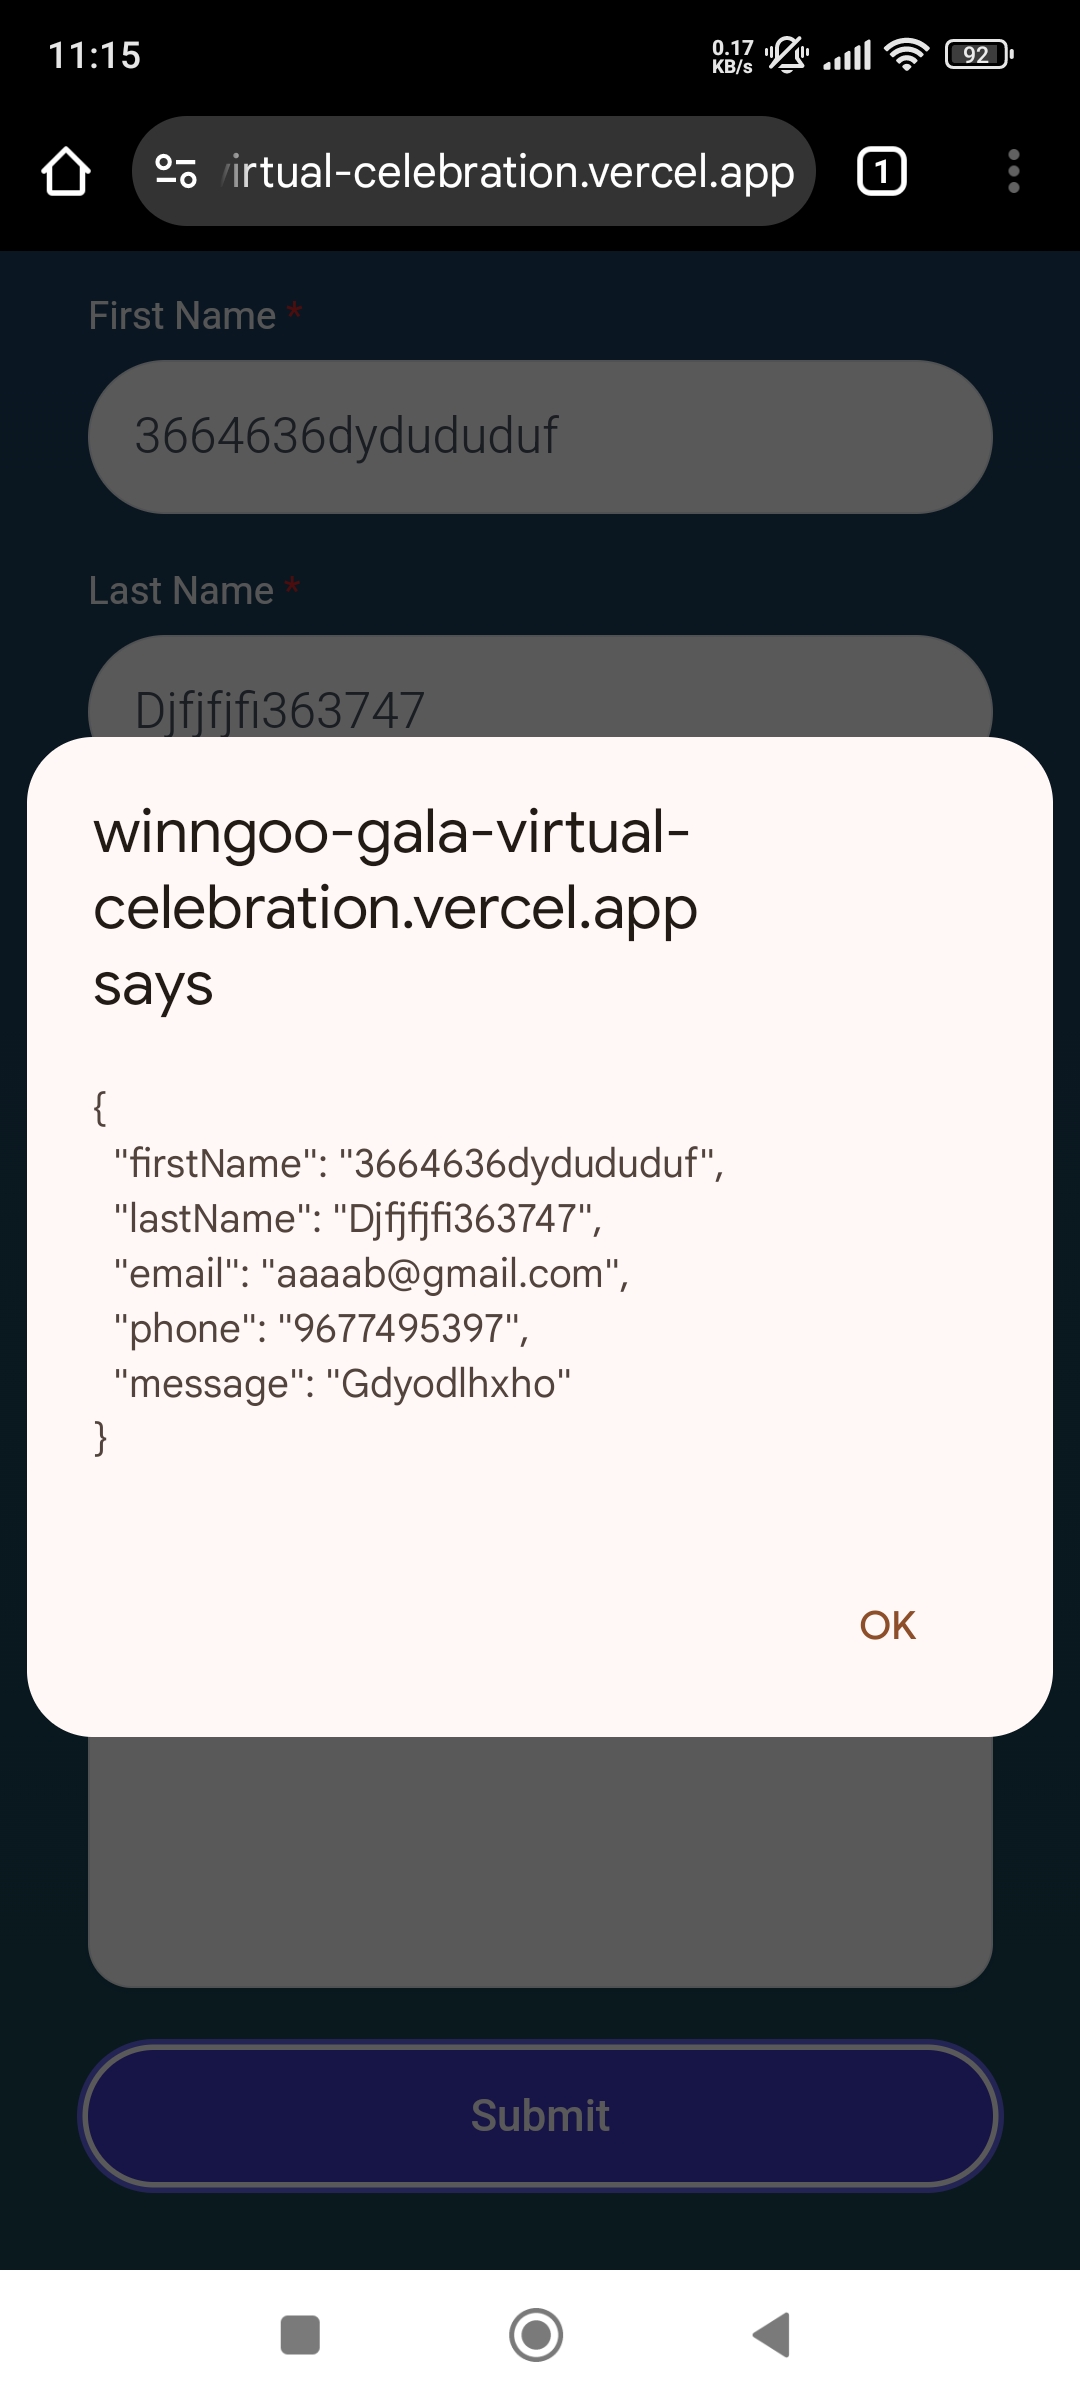 11:15
0.17
KB/s
92
irtual-celebration.vercel.app
1
First Name *
3664636dydududuf
Last Name *
Djfjfjfi363747
winngoo-gala-virtual-
celebration.vercel.app
says
{
"firstName": "3664636dydududuf",
"lastName": "Djfjfjfi363747",
"email": "aaaab@gmail.com",
"phone": "9677495397",
"message": "Gdyodlhxho"
}
OK
Submit